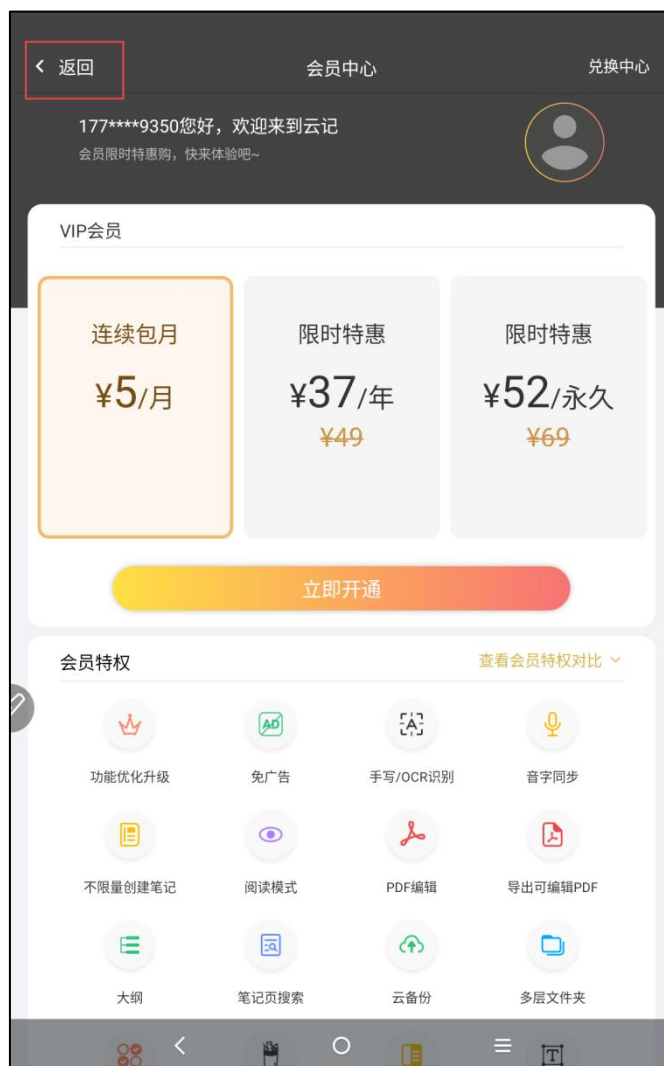 返回
会员中心
兑换中心
177****9350您好，欢迎来到云记
会员限时特惠购，快来体验吧~
VIP会员
连续包月
限时特惠
限时特惠
¥5/月
¥37/年
¥52/永久
¥49
¥69
立即开通
会员特权
查看会员特权对比
AD
A
功能优化升级
免广告
手写/OCR识别
音字同步
不限量创建笔记
阅读模式
PDF编辑
导出可编辑PDF
大纲
笔记页搜索
云备份
多层文件夹
T